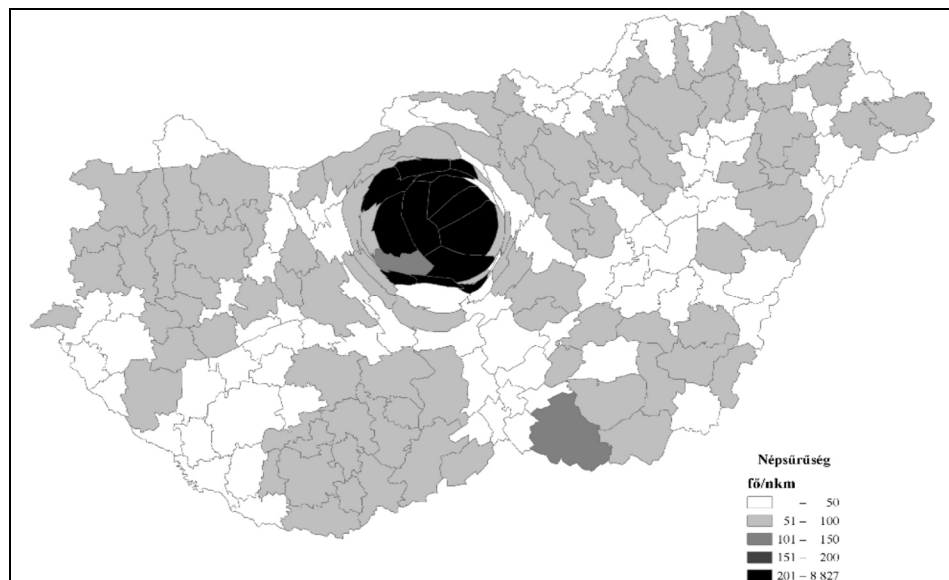 Népsűrűség
fő/nkm
– 50
51 – 100
101 – 150
151 – 200
201 – 8 827